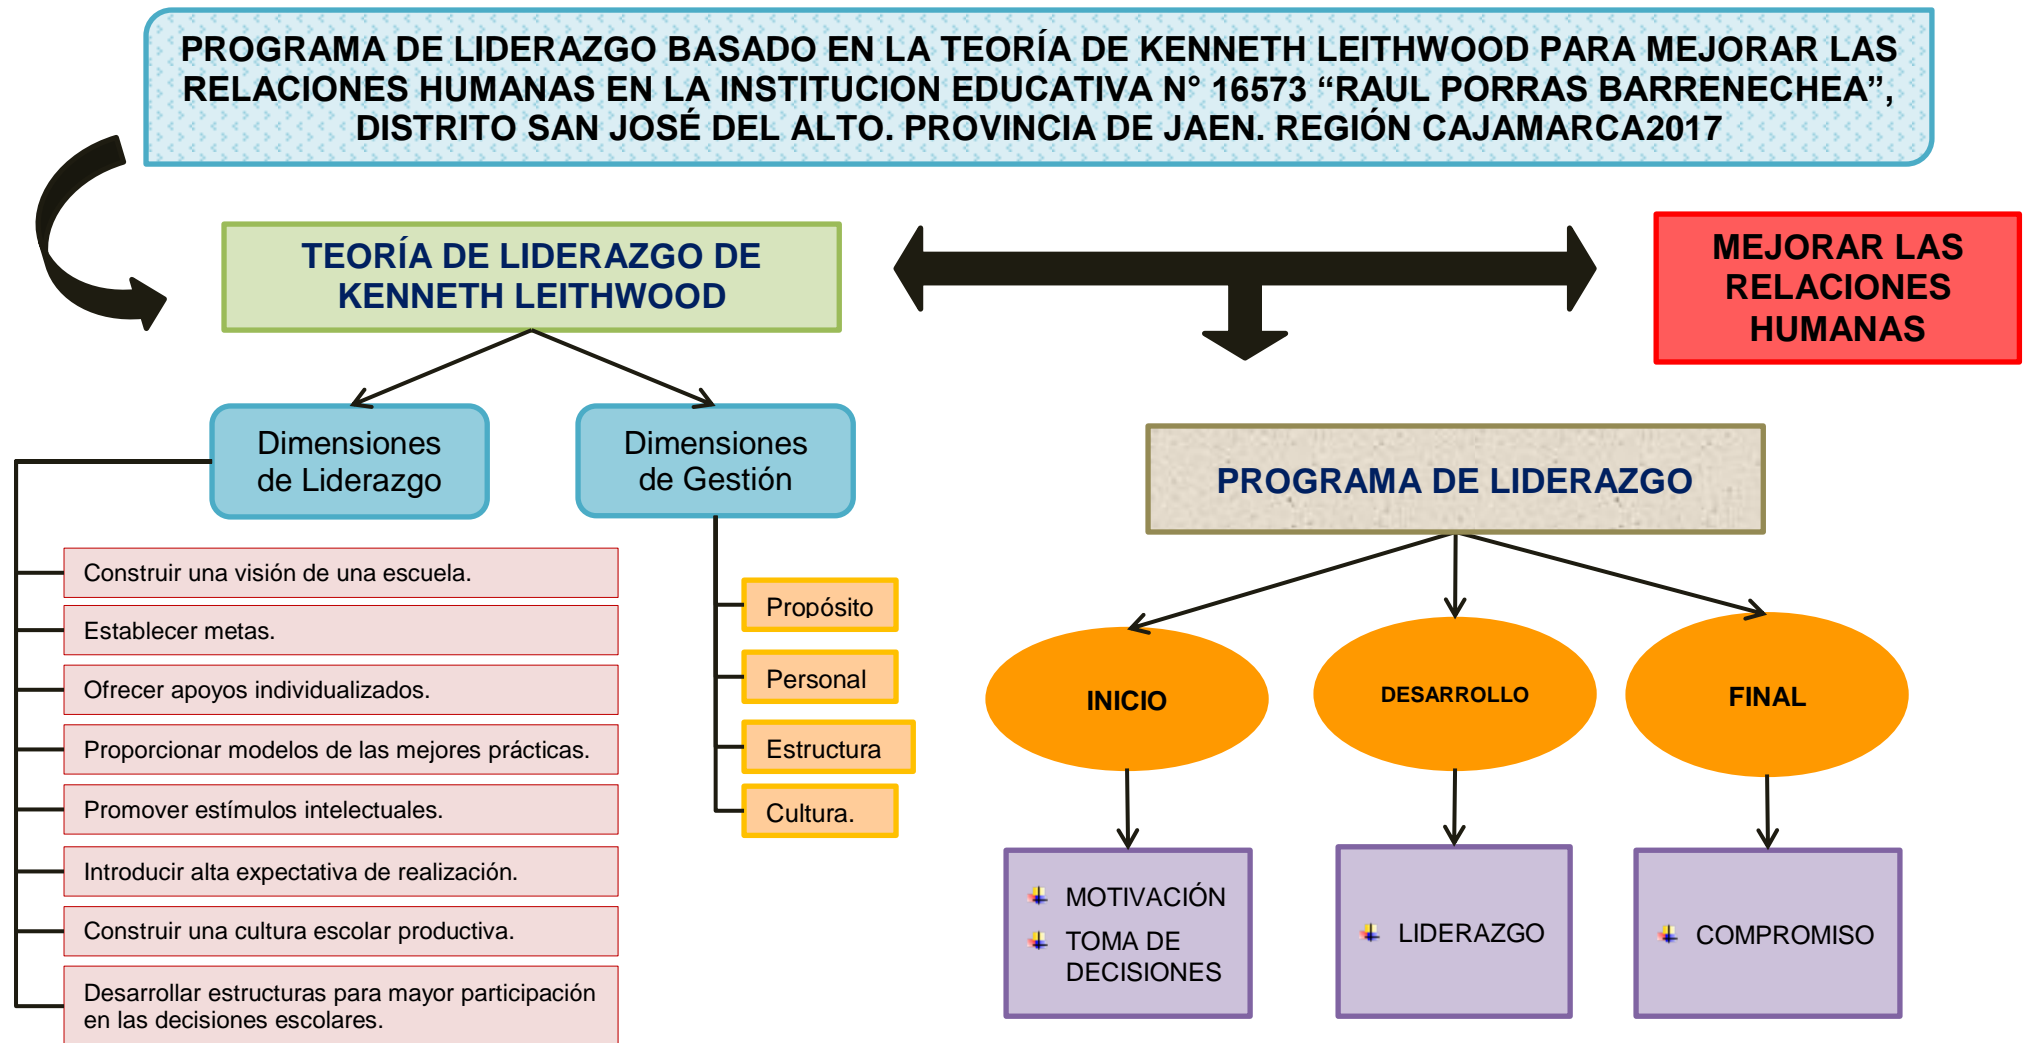 PROGRAMA DE LIDERAZGO BASADO EN LA TEORÍA DE KENNETH LEITHWOOD PARA MEJORAR LAS
RELACIONES HUMANAS EN LA INSTITUCION EDUCATIVA N° 16573 “RAUL PORRAS BARRENECHEA”,
DISTRITO SAN JOSÉ DEL ALTO. PROVINCIA DE JAEN. REGIÓN CAJAMARCA2017
TEORÍA DE LIDERAZGO DE
KENNETH LEITHWOOD
MEJORAR LAS
RELACIONES
HUMANAS
Dimensiones
de Liderazgo
Dimensiones
de Gestión
Construir una visión de una escuela.
Establecer metas.
Ofrecer apoyos individualizados.
Proporcionar modelos de las mejores prácticas.
Promover estímulos intelectuales.
Introducir alta expectativa de realización.
Construir una cultura escolar productiva.
Desarrollar estructuras para mayor participación
en las decisiones escolares.
Propósito
Personal
Estructura
Cultura.
PROGRAMA DE LIDERAZGO
INICIO
DESARROLLO
FINAL
MOTIVACIÓN
TOMA DE
DECISIONES
LIDERAZGO
COMPROMISO